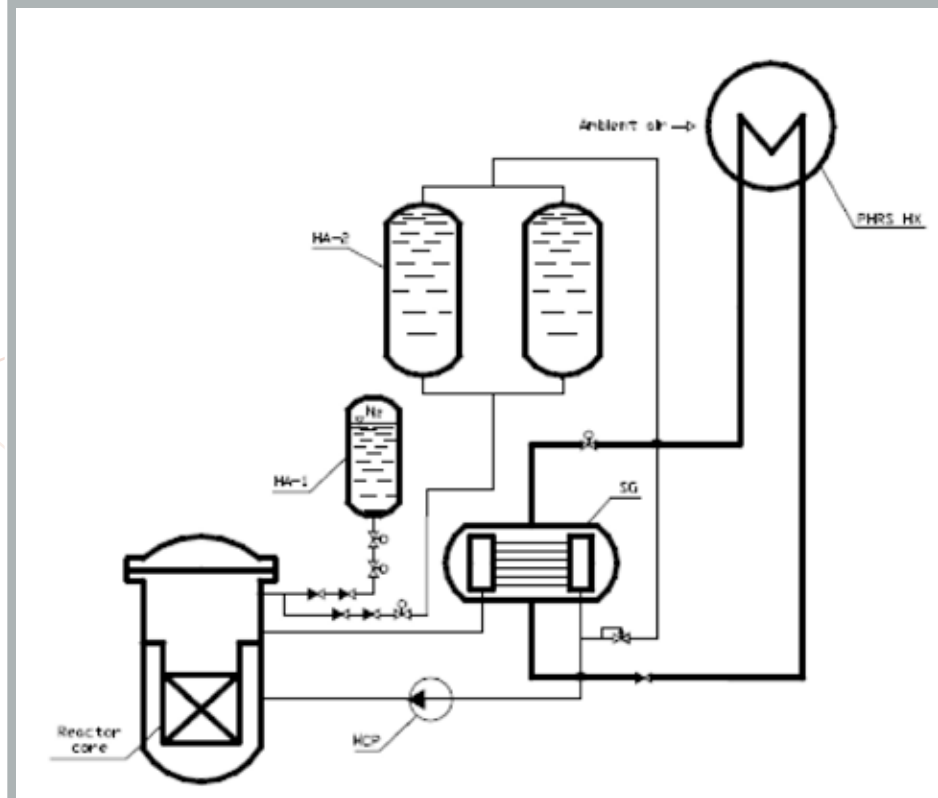 Ambient air
PHRS HX
HA-2
N2
HA-1
SG
Reactor
core
MCP